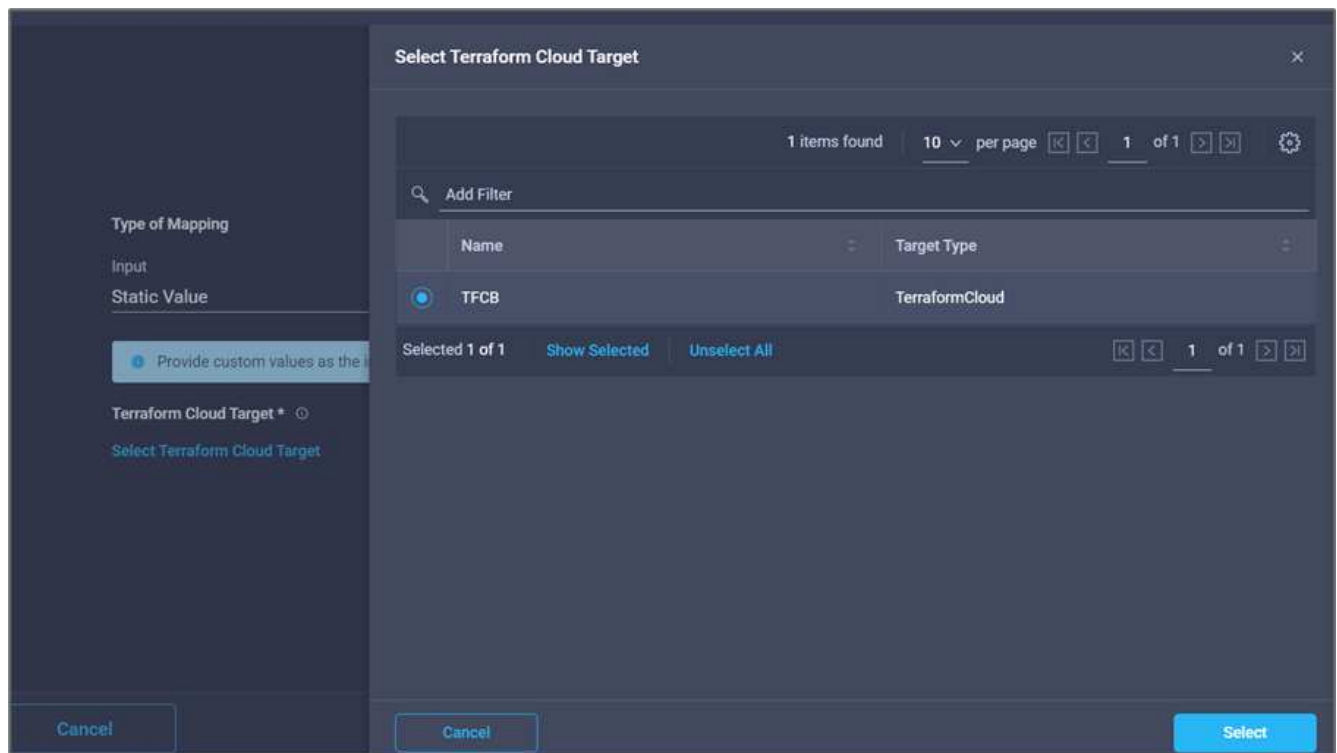 Select Terraform Cloud Target
1 items found 10 per page 1 of 1
Add Filter
Name Target Type
TFCB TerraformCloud
Selected 1 of 1 Show Selected Unselect All 1 of 1
Type of Mapping
Input
Static Value
Provide custom values as the
Terraform Cloud Target *
Select Terraform Cloud Target
Cancel
Cancel Select